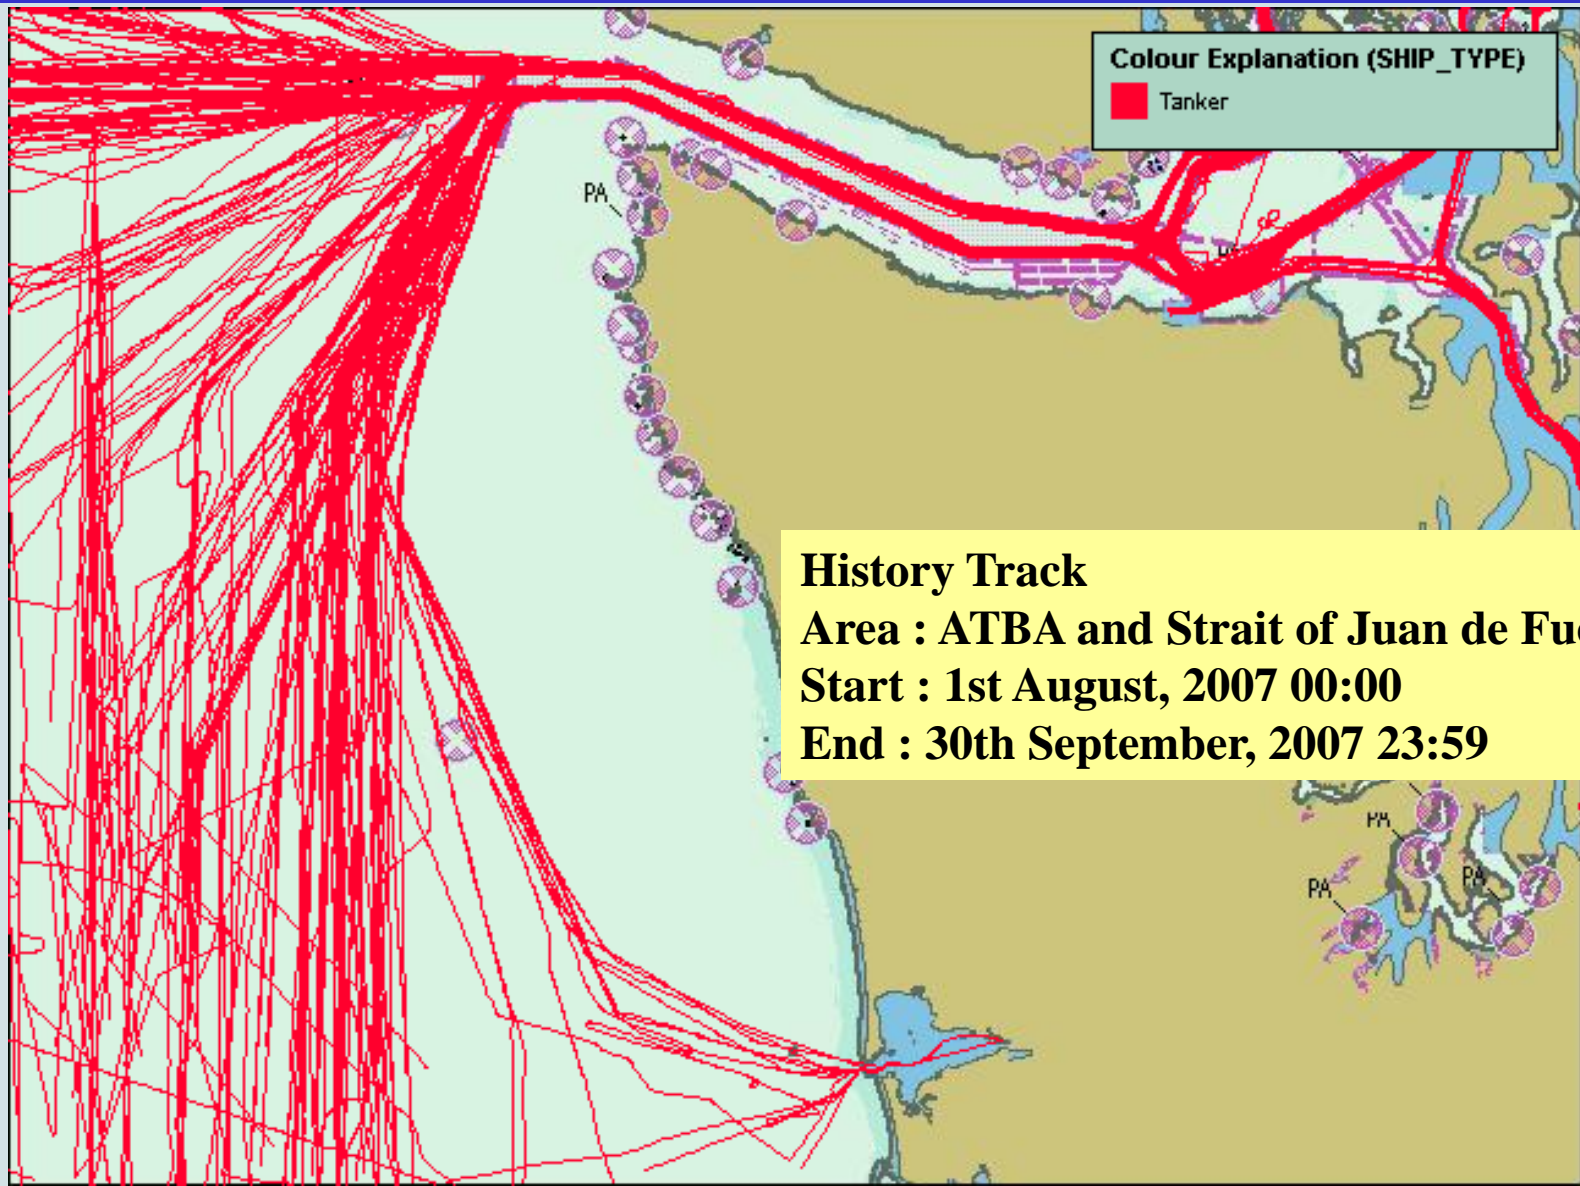 Colour Explanation (SHIP_TYPE)
Tanker
PA
History Track
Area : ATBA and Strait of Juan de Fu
Start : 1st August, 2007 00:00
End : 30th September, 2007 23:59
PA
PA
PA